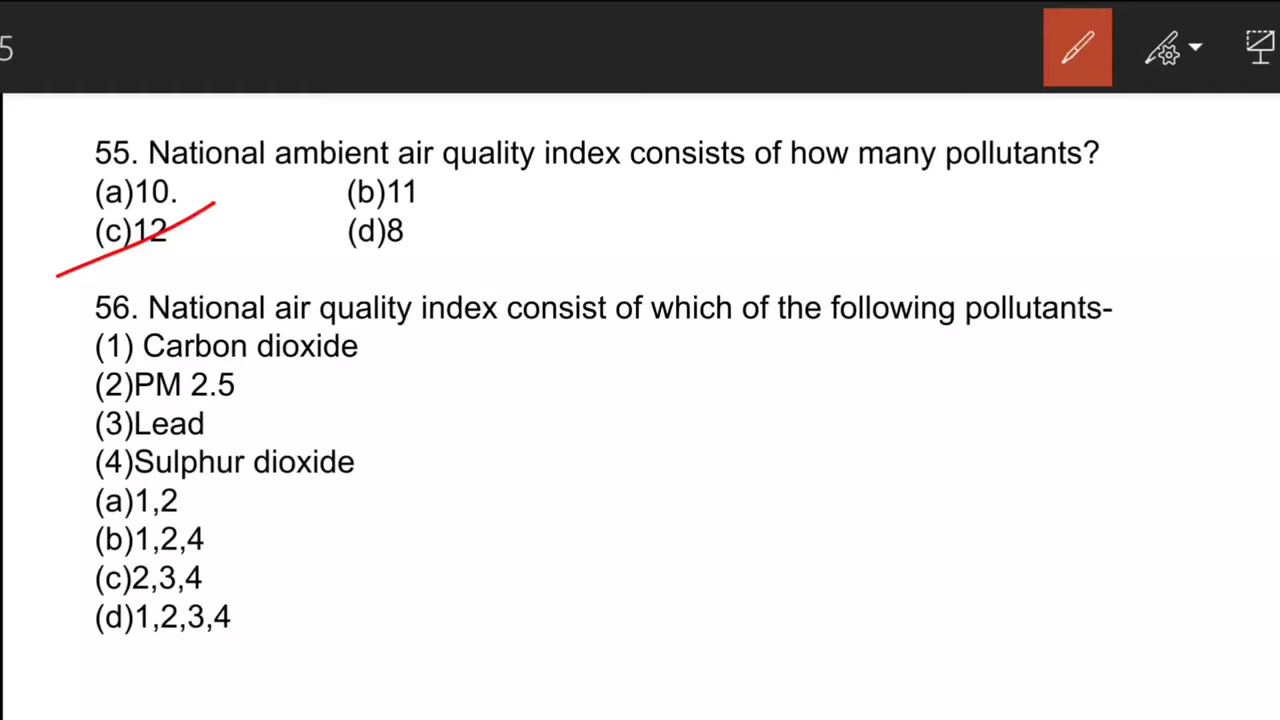 5
55. National ambient air quality index consists of how many pollutants?
(a)10. (b)11
(c)12 (d)8
56. National air quality index consist of which of the following pollutants-
(1) Carbon dioxide
(2)PM 2.5
(3)Lead
(4)Sulphur dioxide
(a)1,2
(b)1,2,4
(c)2,3,4
(d)1,2,3,4